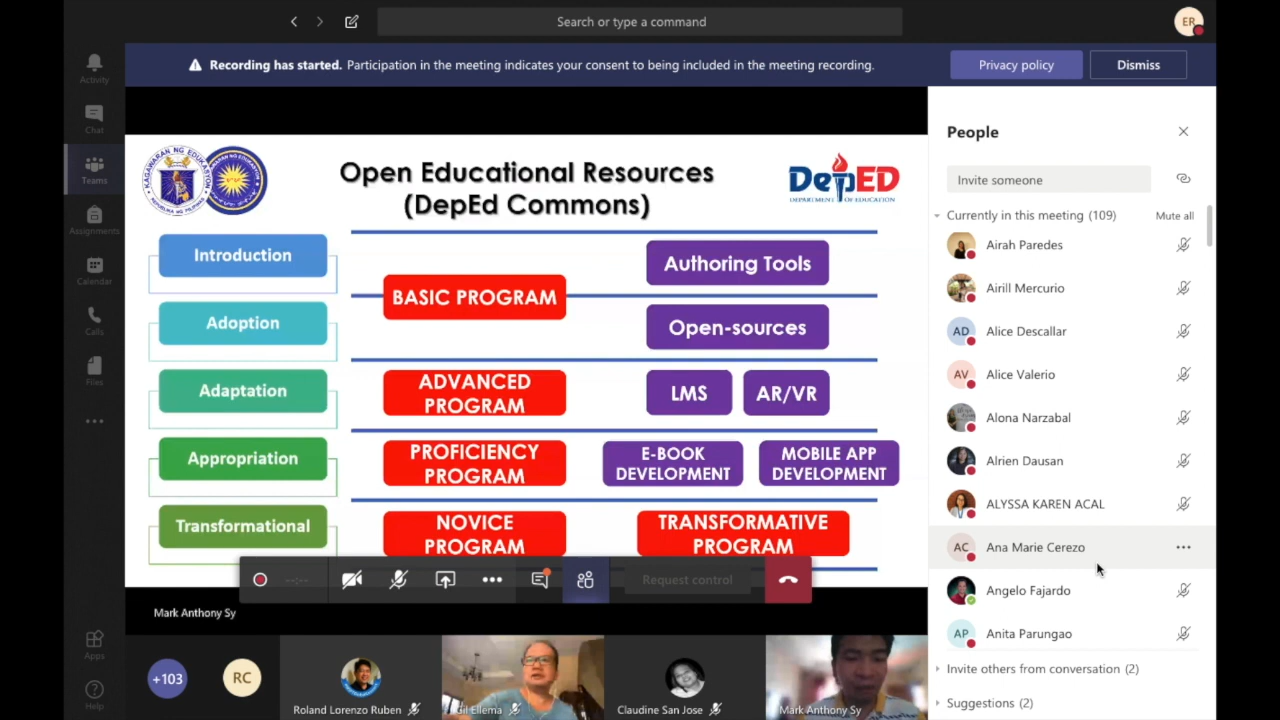 Search or type a command
ER
Activity
Chat
Teams
Assignments
Calendar
Calls
Files
Apps
Help
Recording has started. Participation in the meeting indicates your consent to being included in the meeting recording.
Privacy policy
Dismiss
Open Educational Resources
(DepEd Commons)
DepED
DEPARTMENT OF EDUCATION
Introduction
Adoption
Adaptation
Appropriation
Transformational
BASIC PROGRAM
Authoring Tools
Open-sources
ADVANCED
PROGRAM
LMS
AR/VR
PROFICIENCY
PROGRAM
E-BOOK
DEVELOPMENT
MOBILE APP
DEVELOPMENT
NOVICE
PROGRAM
TRANSFORMATIVE
PROGRAM
--:--
Request control
Mark Anthony Sy
+103
RC
Roland Lorenzo Ruben
Ellema
Claudine San Jose
Mark Anthony Sy
People
Invite someone
Currently in this meeting (109)
Mute all
Airah Paredes
Airill Mercurio
AD
Alice Descallar
AV
Alice Valerio
Alona Narzabal
Alrien Dausan
ALYSSA KAREN ACAL
AC
Ana Marie Cerezo
Angelo Fajardo
AP
Anita Parungao
Invite others from conversation (2)
Suggestions (2)